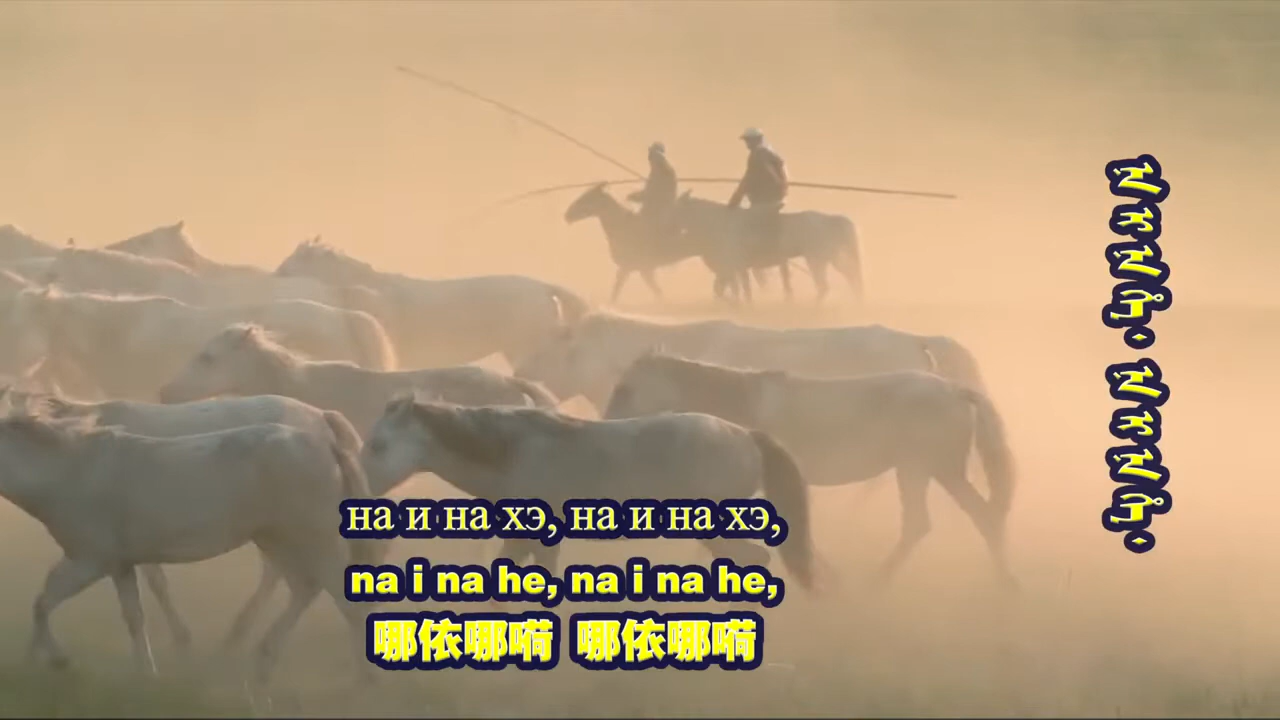 на и на хэ, на и на хэ,
na i na he, na i na he,
哪依哪嗬 哪依哪嗬